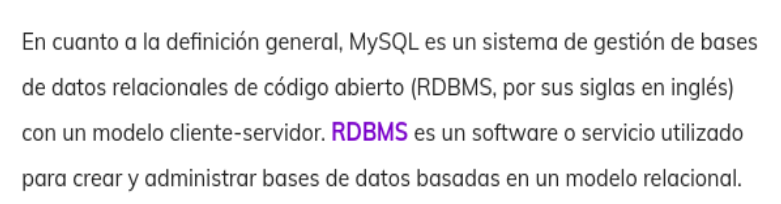 En cuanto a la definición general, MySQL es un sistema de gestión de bases
de datos relacionales de código abierto (RDBMS, por sus siglas en inglés)
con un modelo cliente-servidor. RDBMS es un software o servicio utilizado
para crear y administrar bases de datos basadas en un modelo relacional.